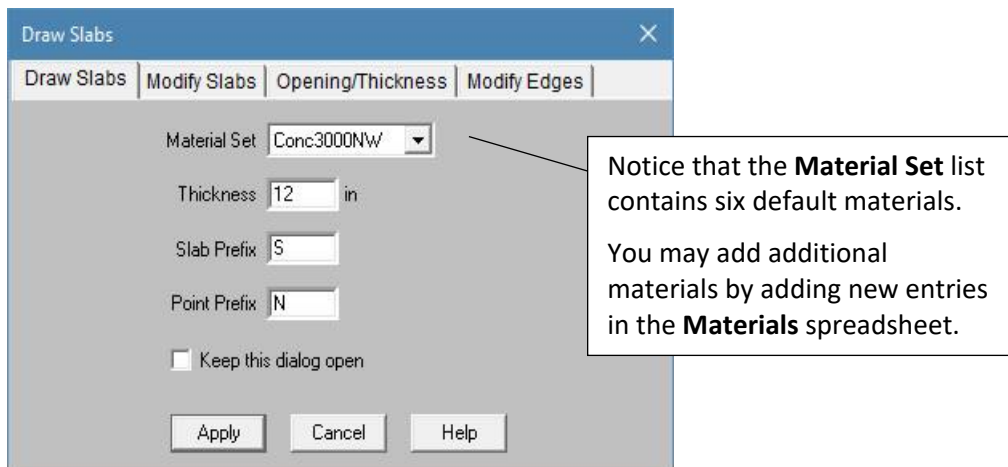 Draw Slabs
Draw Slabs Modify Slabs Opening/Thickness Modify Edges
Material Set Conc3000NW
Thickness 12 in
Slab Prefix S
Point Prefix N
Keep this dialog open
Apply Cancel Help
Notice that the Material Set list
contains six default materials.
You may add additional
materials by adding new entries
in the Materials spreadsheet.